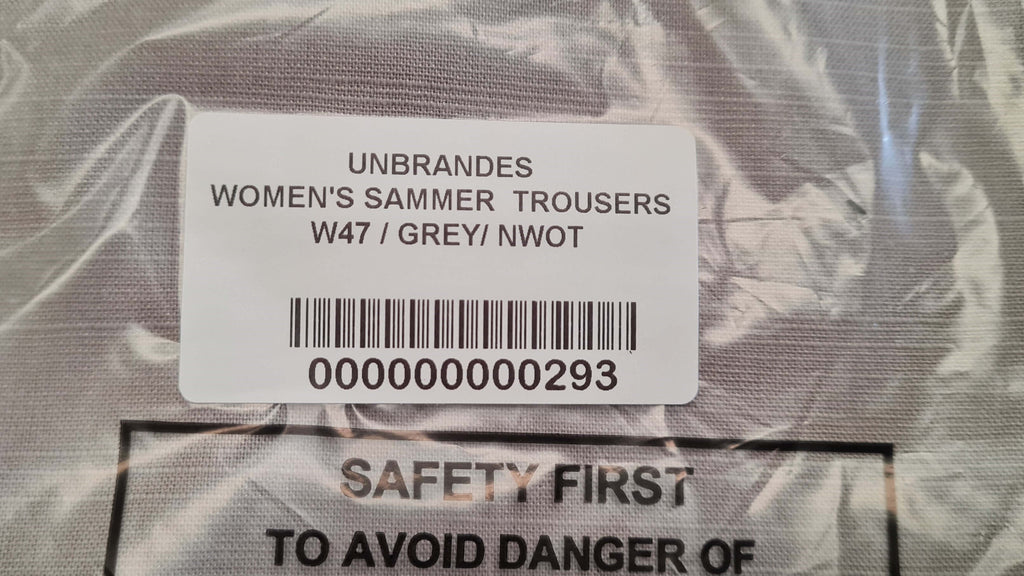 UNBRANDES
WOMEN'S SAMMER TROUSERS
W47 / GREY/ NWOT
000000000293
SAFETY FIRST
TO AVOID DANGER OF